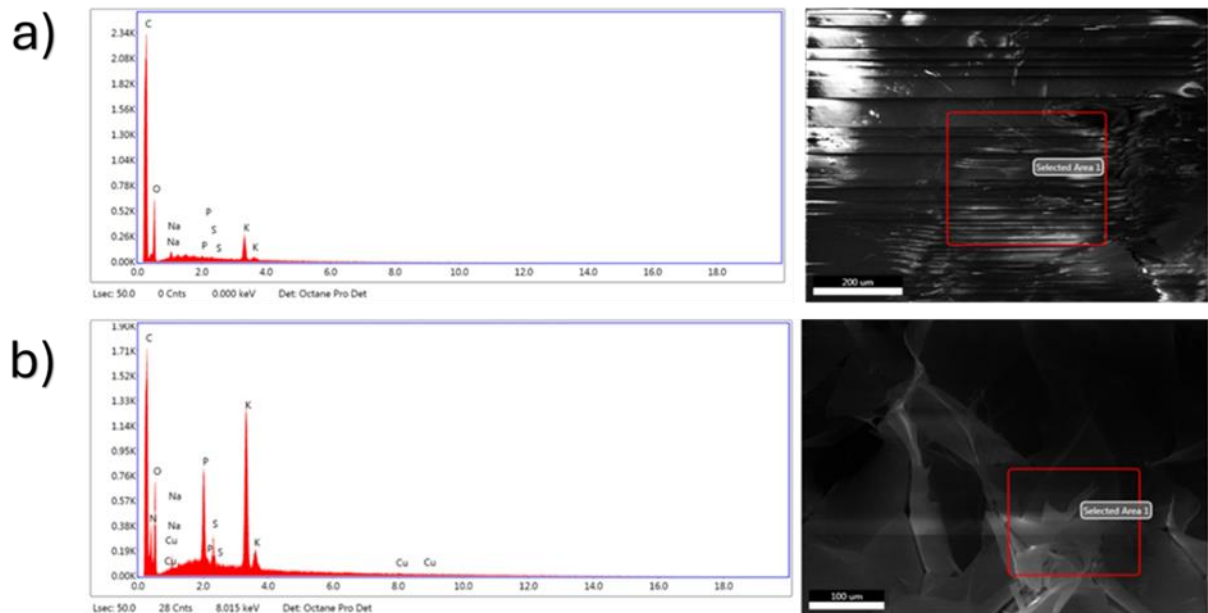 a)
C
2.34K
2.08K
1.82K
1.56K
1.30K
1.04K
0.78K
0.52K
0.26K
0.00K
O
Na
Na
P
S
P
S
K
K
0.0 2.0 4.0 6.0 8.0 10.0 12.0 14.0 16.0 18.0
Lsec: 50.0 0 Cnts 0.000 keV Det: Octane Pro Det
Selected Area 1
200 um
b)
1.90K
C
1.71K
1.52K
1.33K
1.14K
0.95K
0.76K
0.57K
0.38K
0.19K
0.00K
O
N
Na
Na
Cu
Cu
P
P
S
S
K
K
Cu Cu
0.0 2.0 4.0 6.0 8.0 10.0 12.0 14.0 16.0 18.0
Lsec: 50.0 28 Cnts 8.015 keV Det: Octane Pro Det
Selected Area 1
100 um